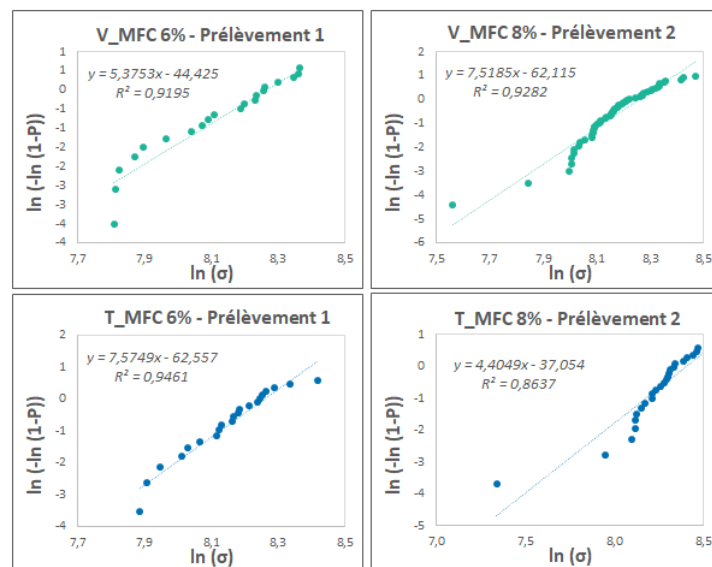 V_MFC 6% - Prélèvement 1
y = 5,3753x - 44,425
R² = 0,9195
ln (-ln (1-P))
1
1
0
-1
-1
-2
-2
-3
-3
-4
-4
7,7
7,9
8,1
8,3
8,5
ln (σ)
V_MFC 8% - Prélèvement 2
y = 7,5185x - 62,115
R² = 0,9282
ln (-ln (1-P))
2
1
0
-1
-2
-3
-4
-5
-6
7,5
7,7
7,9
8,1
8,3
8,5
ln (σ)
T_MFC 6% - Prélèvement 1
y = 7,5749x - 62,557
R² = 0,9461
ln (-ln (1-P))
2
1
0
-1
-2
-3
-4
7,7
7,9
8,1
8,3
8,5
ln (σ)
T_MFC 8% - Prélèvement 2
y = 4,4049x - 37,054
R² = 0,8637
ln (-ln (1-P))
1
0
-1
-2
-3
-4
-5
7,0
7,5
8,0
8,5
ln (σ)